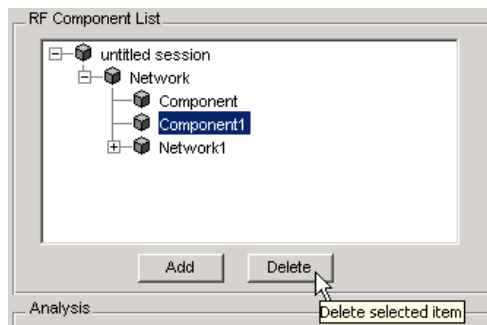 RF Component List
untitled session
Network
Component
Component1
Network1
Add Delete
Analysis
Delete selected item